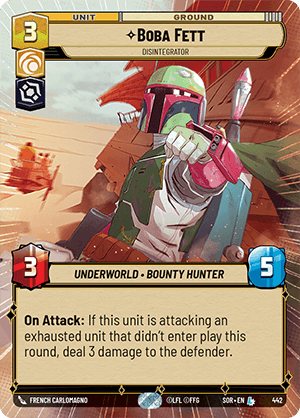 UNIT
GROUND
3
✧BOBA FETT
DISINTEGRATOR
3
5
UNDERWORLD • BOUNTY HUNTER
On Attack: If this unit is attacking an
exhausted unit that didn't enter play this
round, deal 3 damage to the defender.
FRENCH CARLOMAGNO
©LFL ©FFG
SOR • EN
442